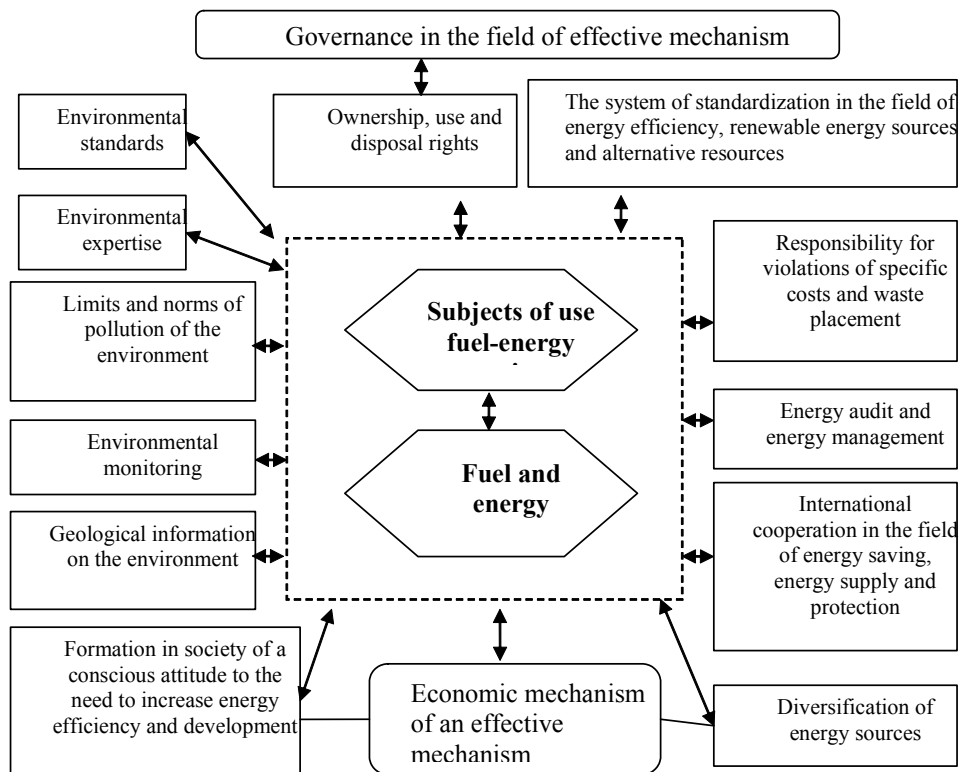 Governance in the field of effective mechanism
Environmental
standards
Ownership, use and
disposal rights
The system of standardization in the field of
energy efficiency, renewable energy sources
and alternative resources
Environmental
expertise
Limits and norms of
pollution of the
environment
Environmental
monitoring
Geological information
on the environment
Formation in society of a
conscious attitude to the
need to increase energy
efficiency and development
Subjects of use
fuel-energy
Fuel and
energy
Economic mechanism
of an effective
mechanism
Responsibility for
violations of specific
costs and waste
placement
Energy audit and
energy management
International
cooperation in the field
of energy saving,
energy supply and
protection
Diversification of
energy sources